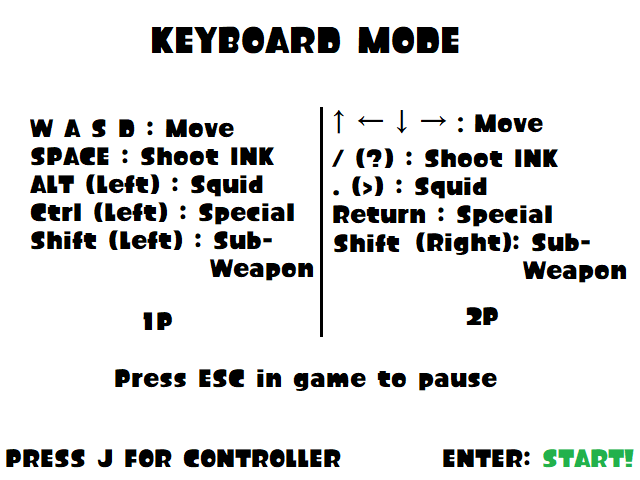 KEYBOARD MODE
W A S D : Move
SPACE : Shoot INK
ALT (Left) : Squid
Ctrl (Left) : Special
Shift (Left) : Sub-
Weapon
1P
↑ ← ↓ → : Move
/ (?) : Shoot INK
. (>) : Squid
Return : Special
Shift (Right): Sub-
Weapon
2P
Press ESC in game to pause
PRESS J FOR CONTROLLER
ENTER: START!